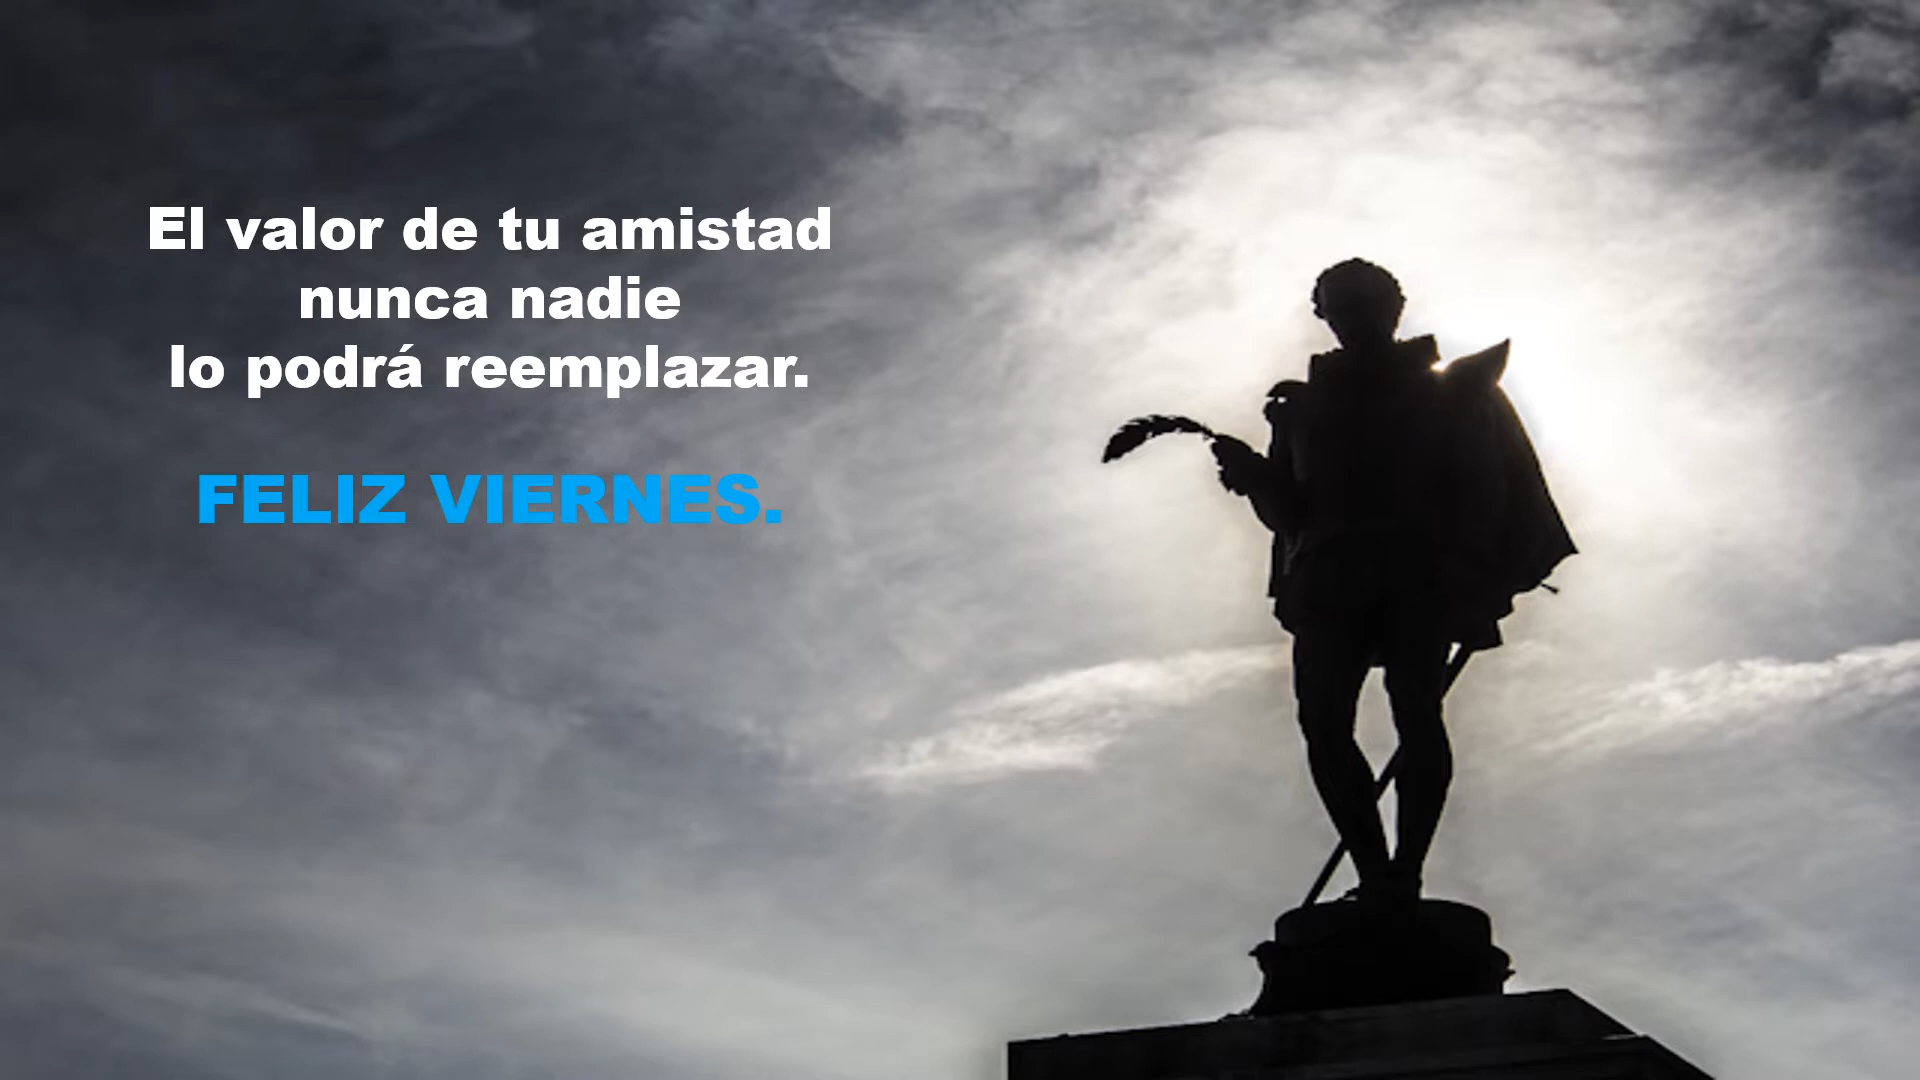 El valor de tu amistad
nunca nadie
lo podrá reemplazar.
FELIZ VIERNES.